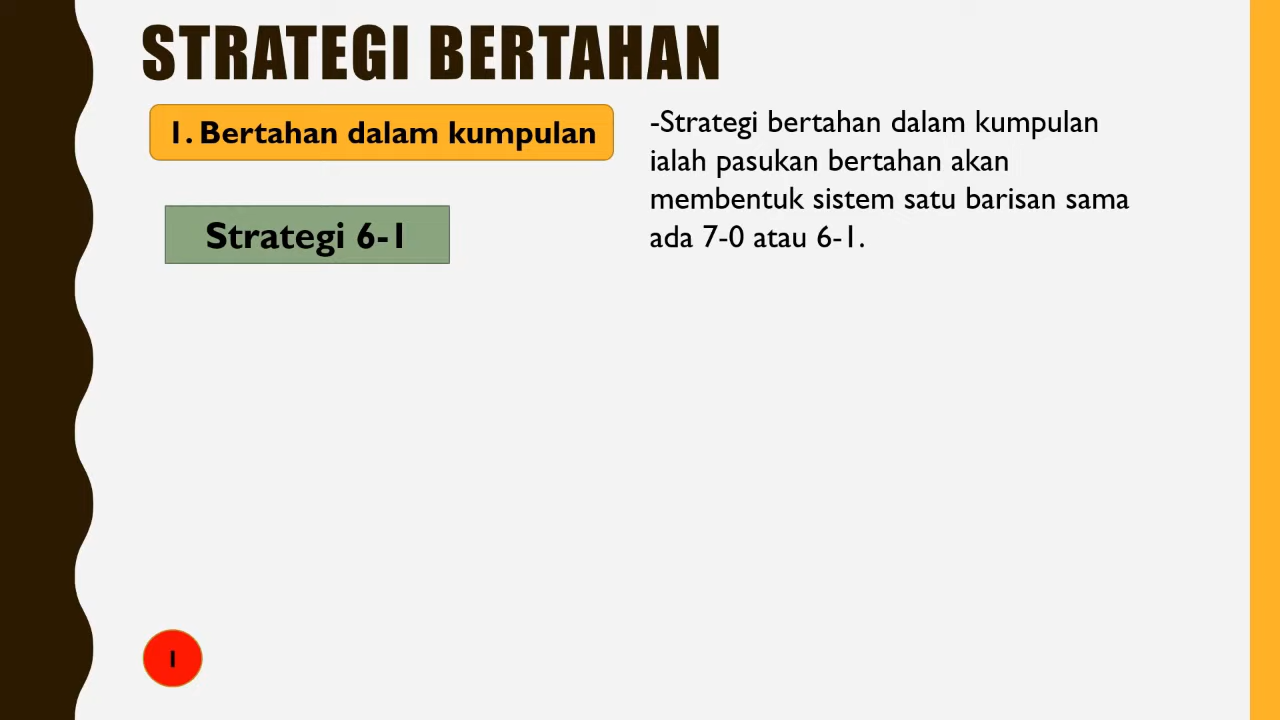 STRATEGI BERTAHAN
1. Bertahan dalam kumpulan
-Strategi bertahan dalam kumpulan
ialah pasukan bertahan akan
membentuk sistem satu barisan sama
ada 7-0 atau 6-1.
Strategi 6-1
1